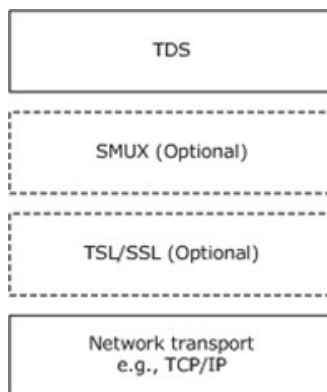 TDS
SMUX (Optional)
TSL/SSL (Optional)
Network transport
e.g., TCP/IP